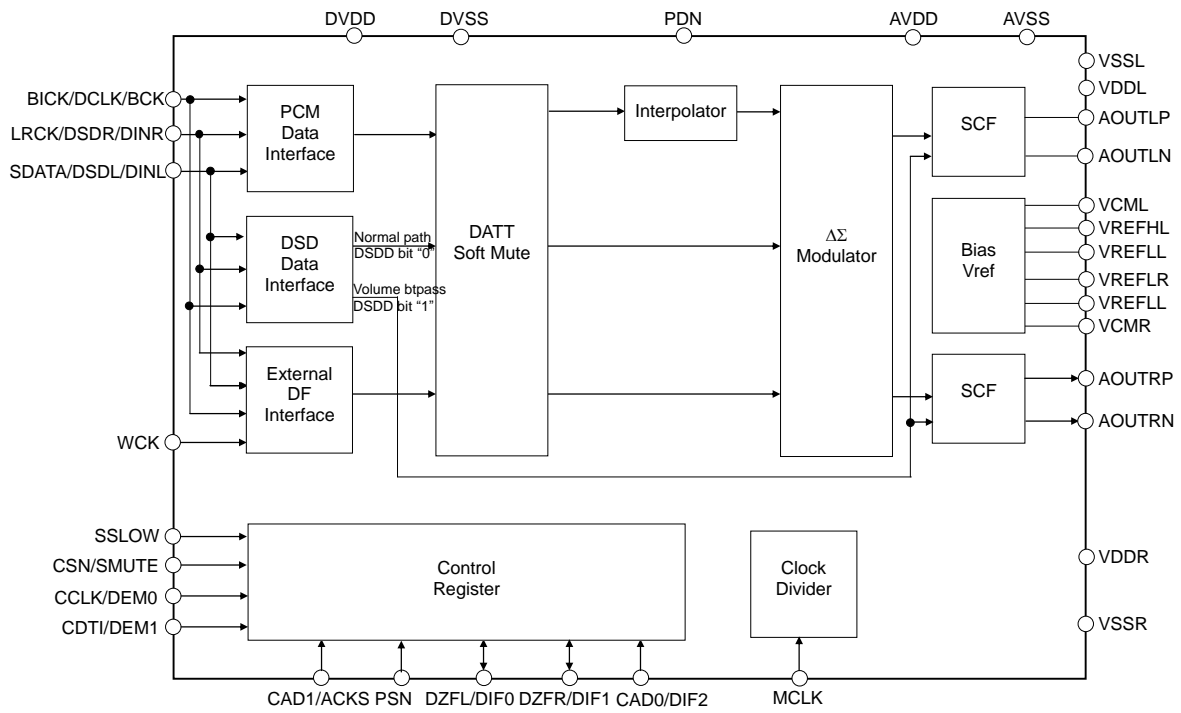 DVDD
DVSS
PDN
AVDD
AVSS
VSSL
VDDL
BICK/DCLK/BCK
LRCK/DSDR/DINR
SDATA/DSDL/DINL
PCM
Data
Interface
Interpolator
SCF
AOUTLP
AOUTLN
DSD
Data
Interface
Normal path
DSDD bit “0”
Volume btpass
DSDD bit “1”
DATT
Soft Mute
ΔΣ
Modulator
Bias
Vref
VCML
VREFHL
VREFLL
VREFLR
VREFLL
VCMR
External
DF
Interface
SCF
AOUTRP
AOUTRN
WCK
SSLOW
CSN/SMUTE
CCLK/DEM0
CDTI/DEM1
Control
Register
Clock
Divider
VDDR
VSSR
CAD1/ACKS
PSN
DZFL/DIF0
DZFR/DIF1
CAD0/DIF2
MCLK